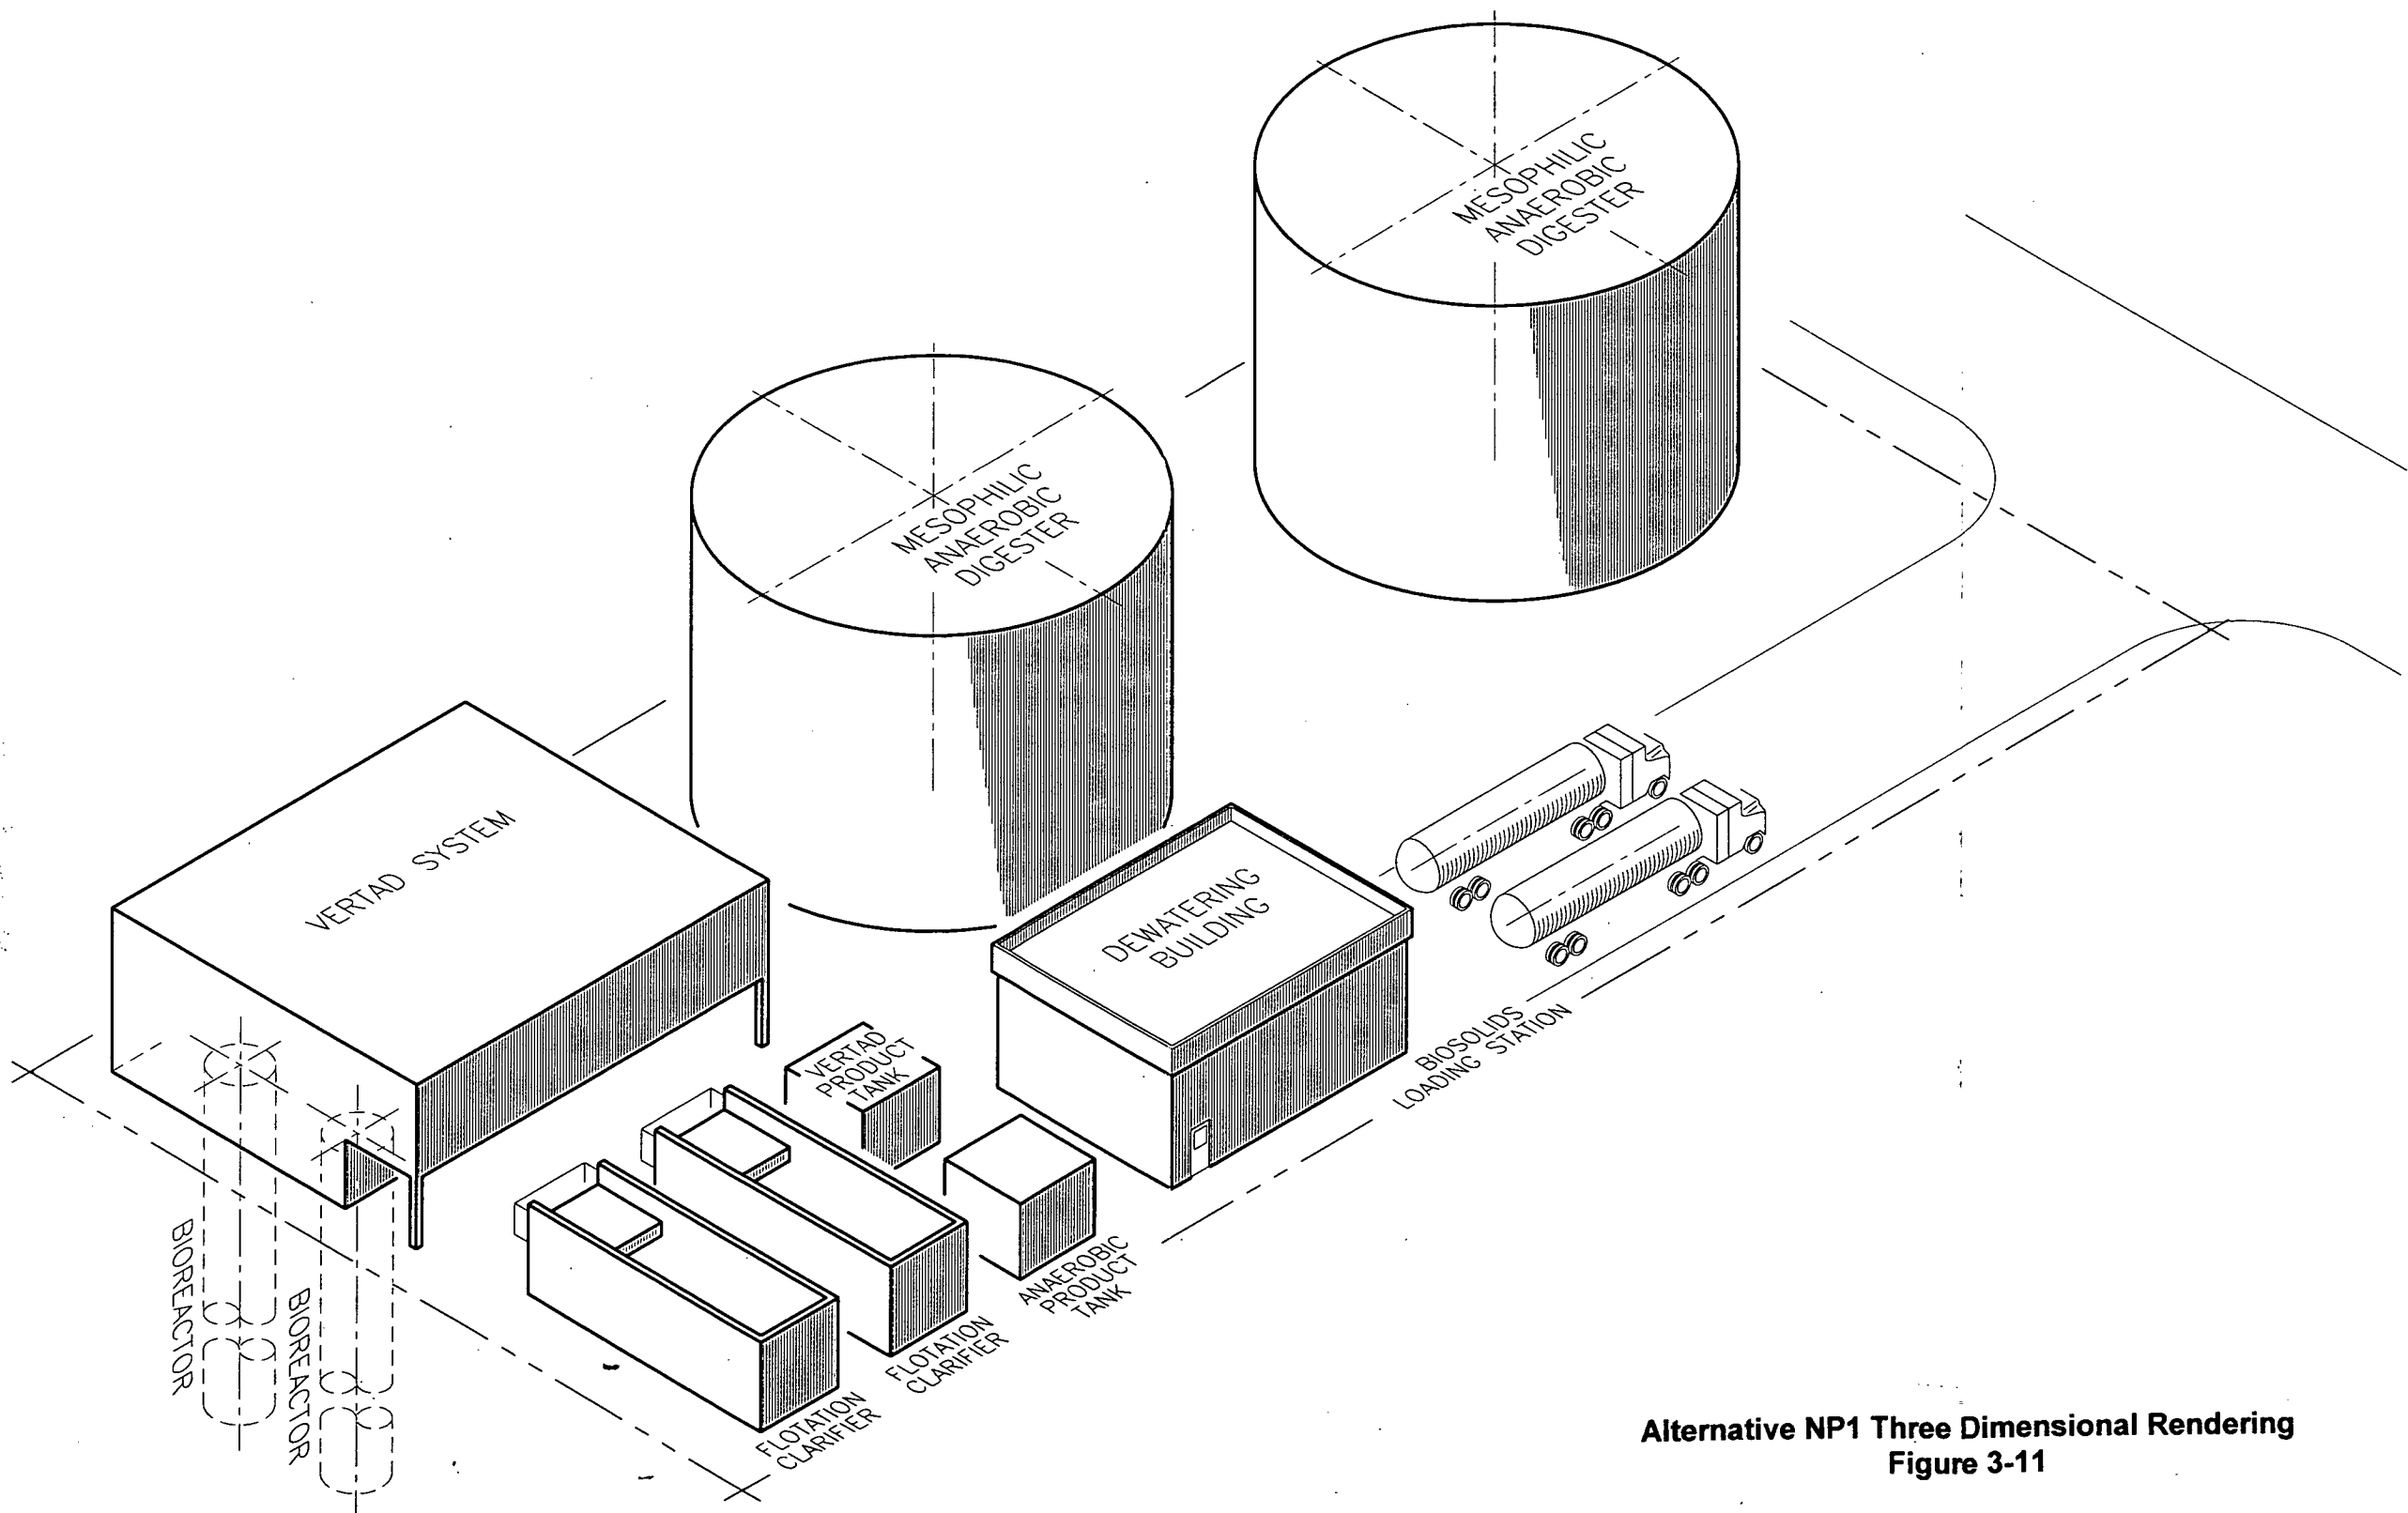 MESOPHILIC
ANAEROBIC
DIGESTER
MESOPHILIC
ANAEROBIC
DIGESTER
VERTAD SYSTEM
DEWATERING
BUILDING
VERTAD
PRODUCT
TANK
BIOSOLIDS
LOADING STATION
ANAEROBIC
PRODUCT
TANK
BIOREACTOR
BIOREACTOR
FLOTATION
CLARIFIER
FLOTATION
CLARIFIER
Alternative NP1 Three Dimensional Rendering
Figure 3-11